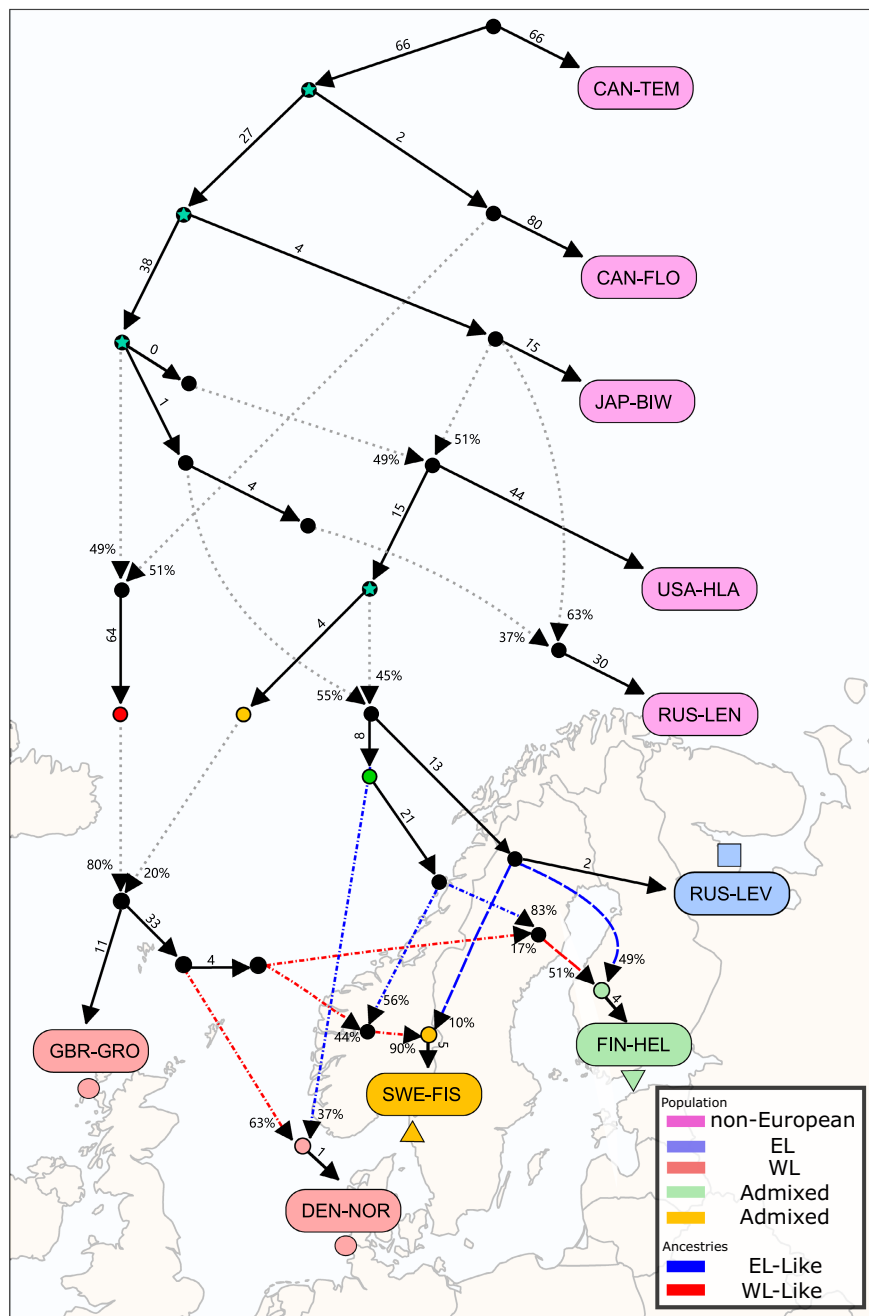 66
66
CAN-TEM
27
2
80
CAN-FLO
38
4
15
JAP-BIW
0
1
51%
49%
4
15
44
49%
51%
USA-HLA
64
4
63%
37%
30
45%
55%
RUS-LEN
8
13
21
2
80%
20%
RUS-LEV
83%
11
33
4
17%
49%
51%
4
56%
44%
10%
90%
5
GBR-GRO
FIN-HEL
SWE-FIS
63%
37%
1
DEN-NOR
Population
non-European
EL
WL
Admixed
Admixed
Ancestries
EL-Like
WL-Like